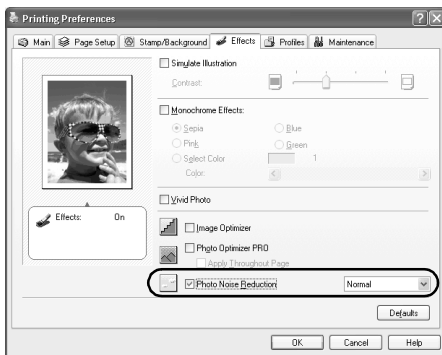 Printing Preferences
Main Page Setup Stamp/Background Effects Profiles Maintenance
Simulate Illustration
Contrast:
Monochrome Effects:
Sepia Blue
Pink Green
Select Color 1
Color:
Vivid Photo
Effects: On
Image Optimizer
Photo Optimizer PRO
Apply Throughout Page
Photo Noise Reduction Normal
Defaults
OK Cancel Help